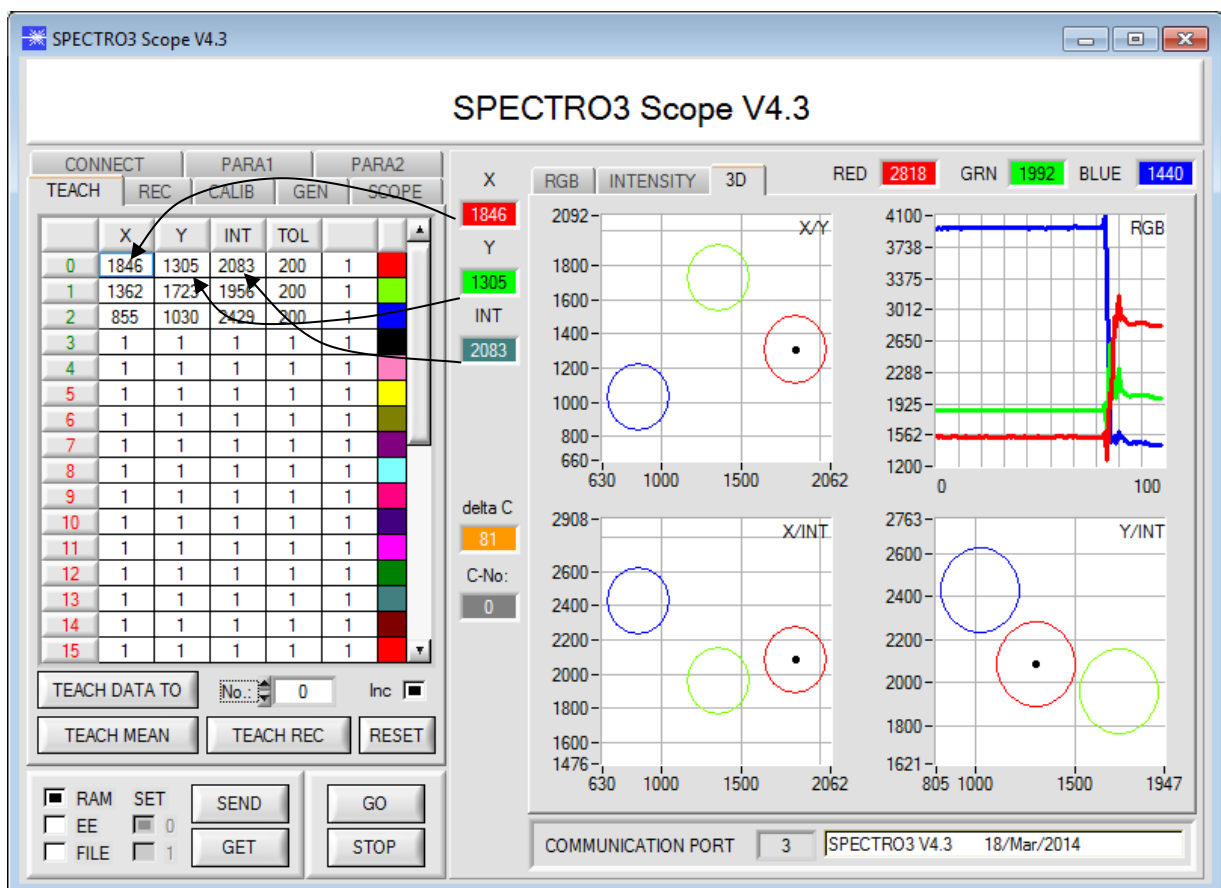 SPECTRO3 Scope V4.3
SPECTRO3 Scope V4.3
CONNECT PARA1 PARA2
TEACH REC CALIB GEN SCOPE
X Y INT TOL
0 1846 1305 2083 200 1
1 1362 1723 1956 200 1
2 855 1030 2429 200 1
3 1 1 1 1 1
4 1 1 1 1 1
5 1 1 1 1 1
6 1 1 1 1 1
7 1 1 1 1 1
8 1 1 1 1 1
9 1 1 1 1 1
10 1 1 1 1 1
11 1 1 1 1 1
12 1 1 1 1 1
13 1 1 1 1 1
14 1 1 1 1 1
15 1 1 1 1 1
TEACH DATA TO No.: 0 Inc
TEACH MEAN TEACH REC RESET
RAM SET SEND GO
EE 0
FILE 1 GET STOP
X
1846
Y
1305
INT
2083
delta C
81
C-No:
0
RGB INTENSITY 3D
RED 2818 GRN 1992 BLUE 1440
X/Y
2092
1800
1600
1400
1200
1000
800
660
630 1000 1500 2062
RGB
4100
3738
3375
3012
2650
2288
1925
1562
1200
0 100
X/INT
2908
2600
2400
2200
2000
1800
1600
1476
630 1000 1500 2062
Y/INT
2763
2600
2400
2200
2000
1800
1621
805 1000 1500 1947
COMMUNICATION PORT 3 SPECTRO3 V4.3 18/Mar/2014